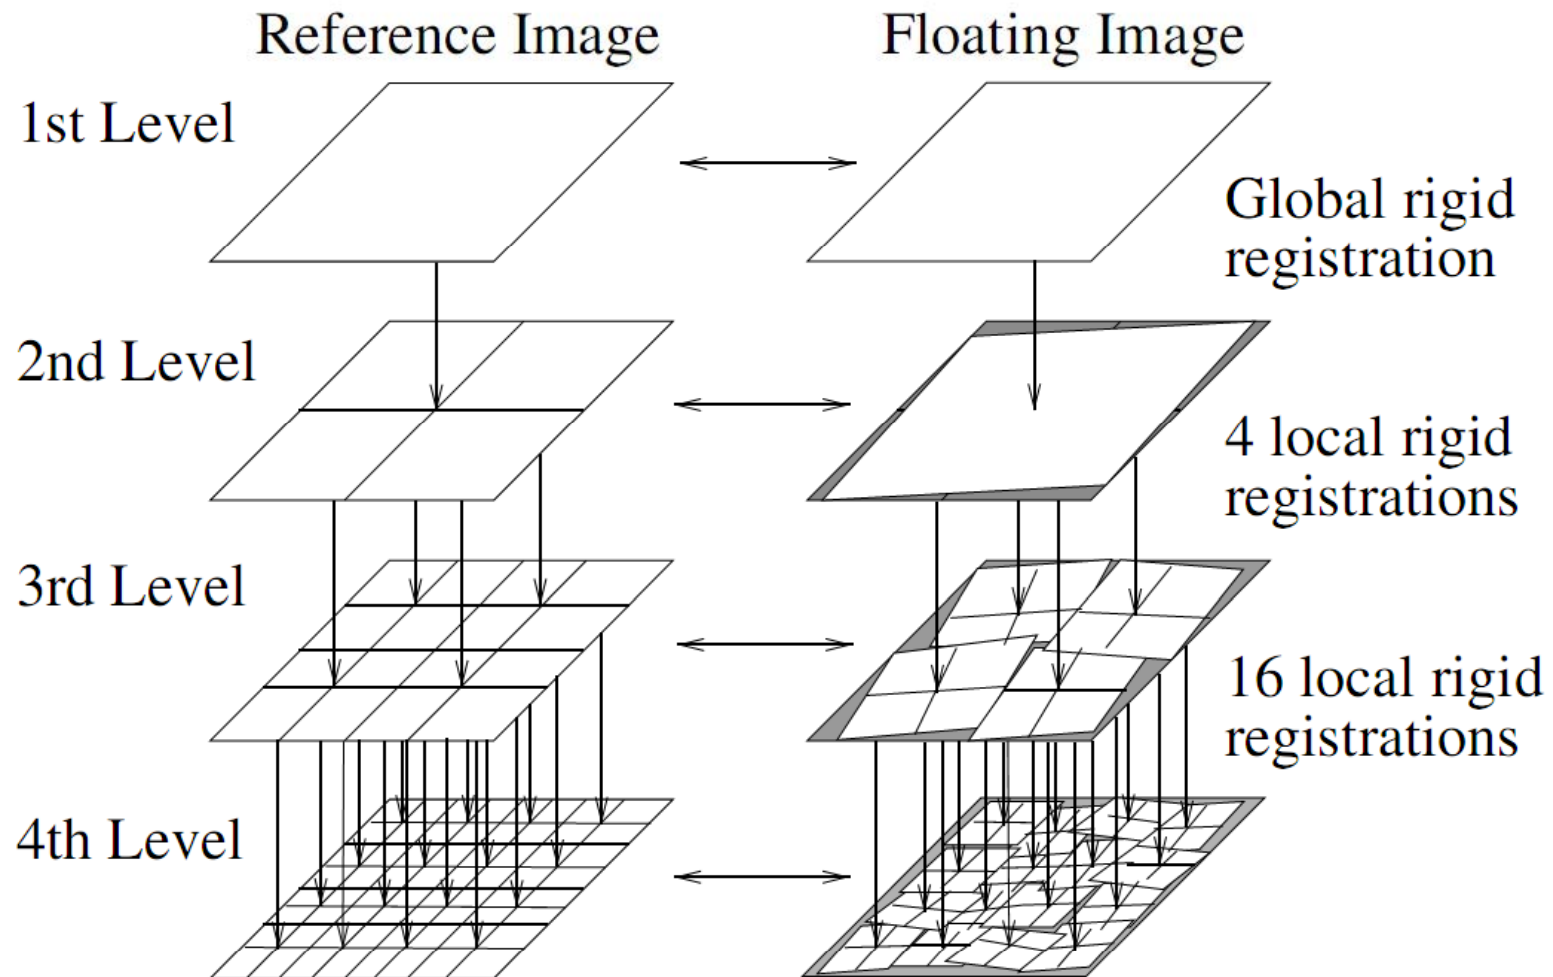 Reference Image
Floating Image
1st Level
Global rigid
registration
2nd Level
4 local rigid
registrations
3rd Level
16 local rigid
registrations
4th Level